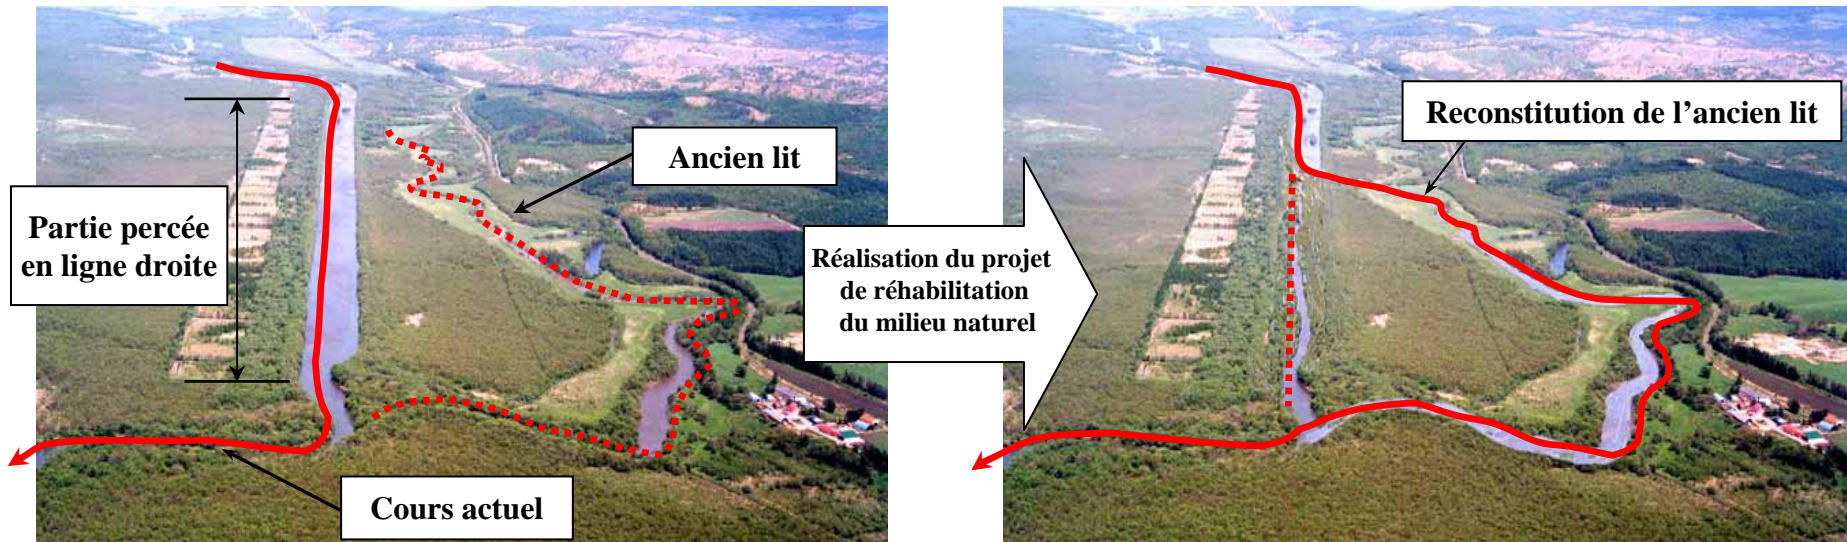 Partie percée
en ligne droite
Ancien lit
Cours actuel
Réalisation du projet
de réhabilitation
du milieu naturel
Reconstitution de l’ancien lit